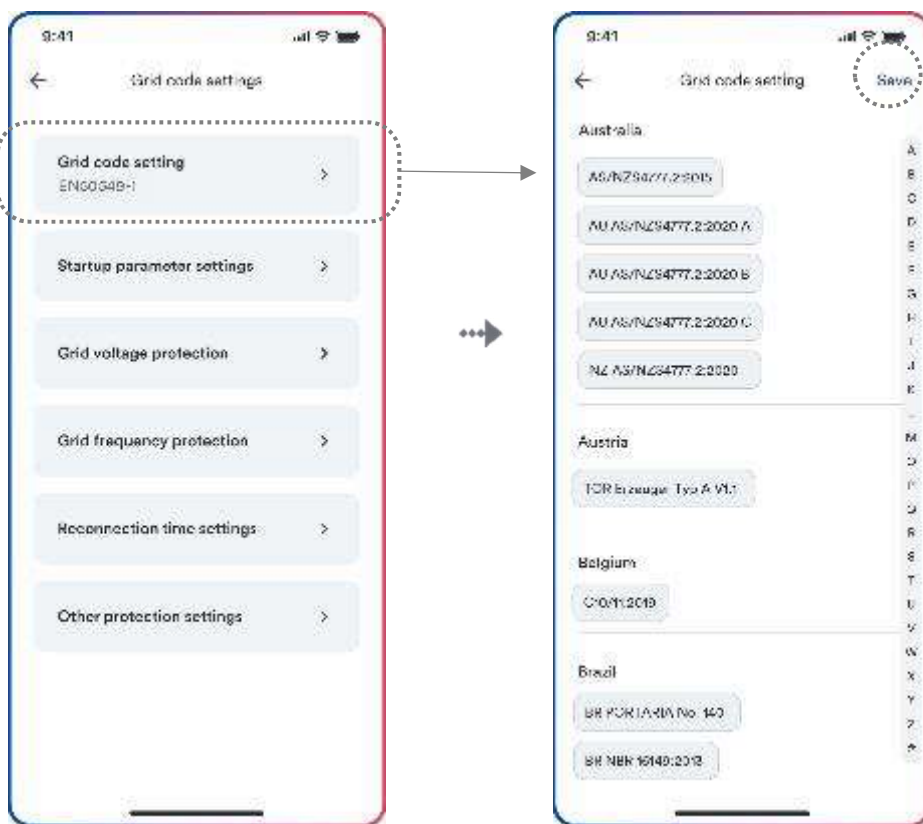 9:41
Grid code settings
Grid code setting
EN50549-1
Startup parameter settings
Grid voltage protection
Grid frequency protection
Reconnection time settings
Other protection settings
9:41
Grid code setting
Save
Australia
AS/NZS4777.2:2015
AU AS/NZS4777.2:2020 A
AU AS/NZS4777.2:2020 B
AU AS/NZS4777.2:2020 C
NZ AS/NZS4777.2:2020
Austria
TOR Erzeuger Typ A V1.1
Belgium
C10/11:2019
Brazil
BR PORTARIA No. 140
BR NBR 16149:2013
A
B
C
D
E
G
H
I
J
K
M
O
P
Q
R
S
T
U
V
W
X
Y
Z